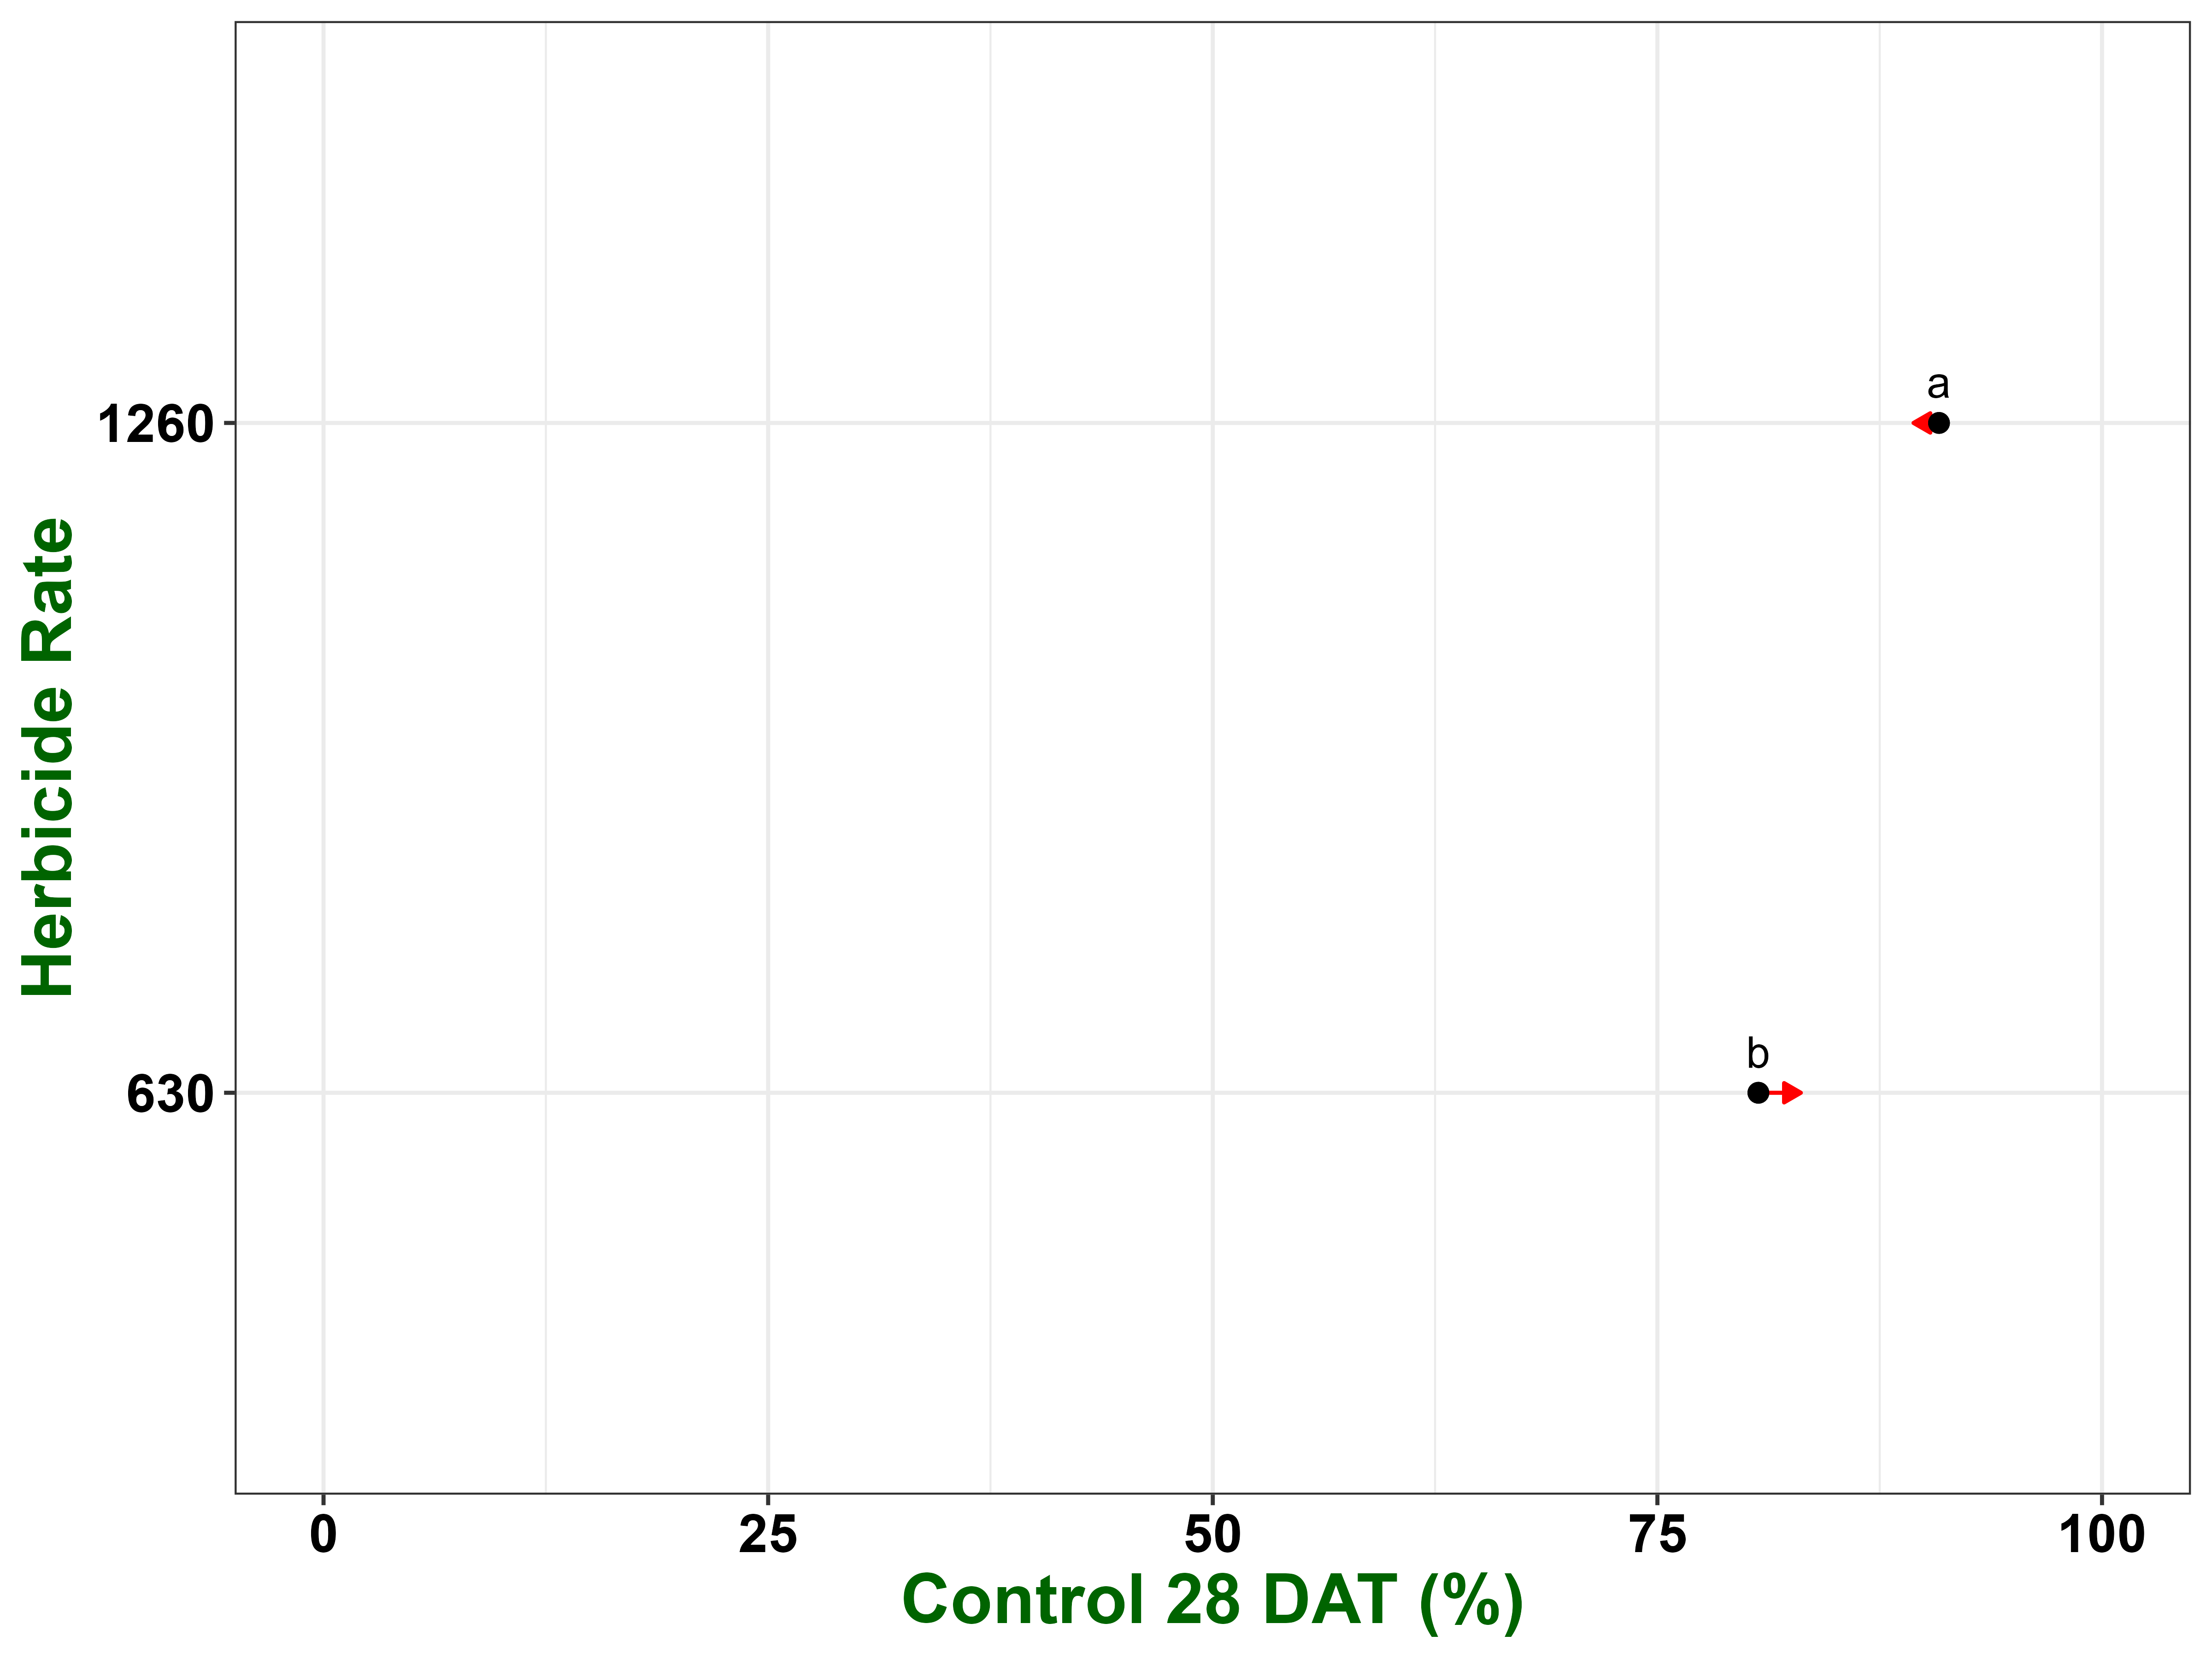 a
1260
Herbicide Rate
b
630
0 25 50 75 100
Control 28 DAT (%)